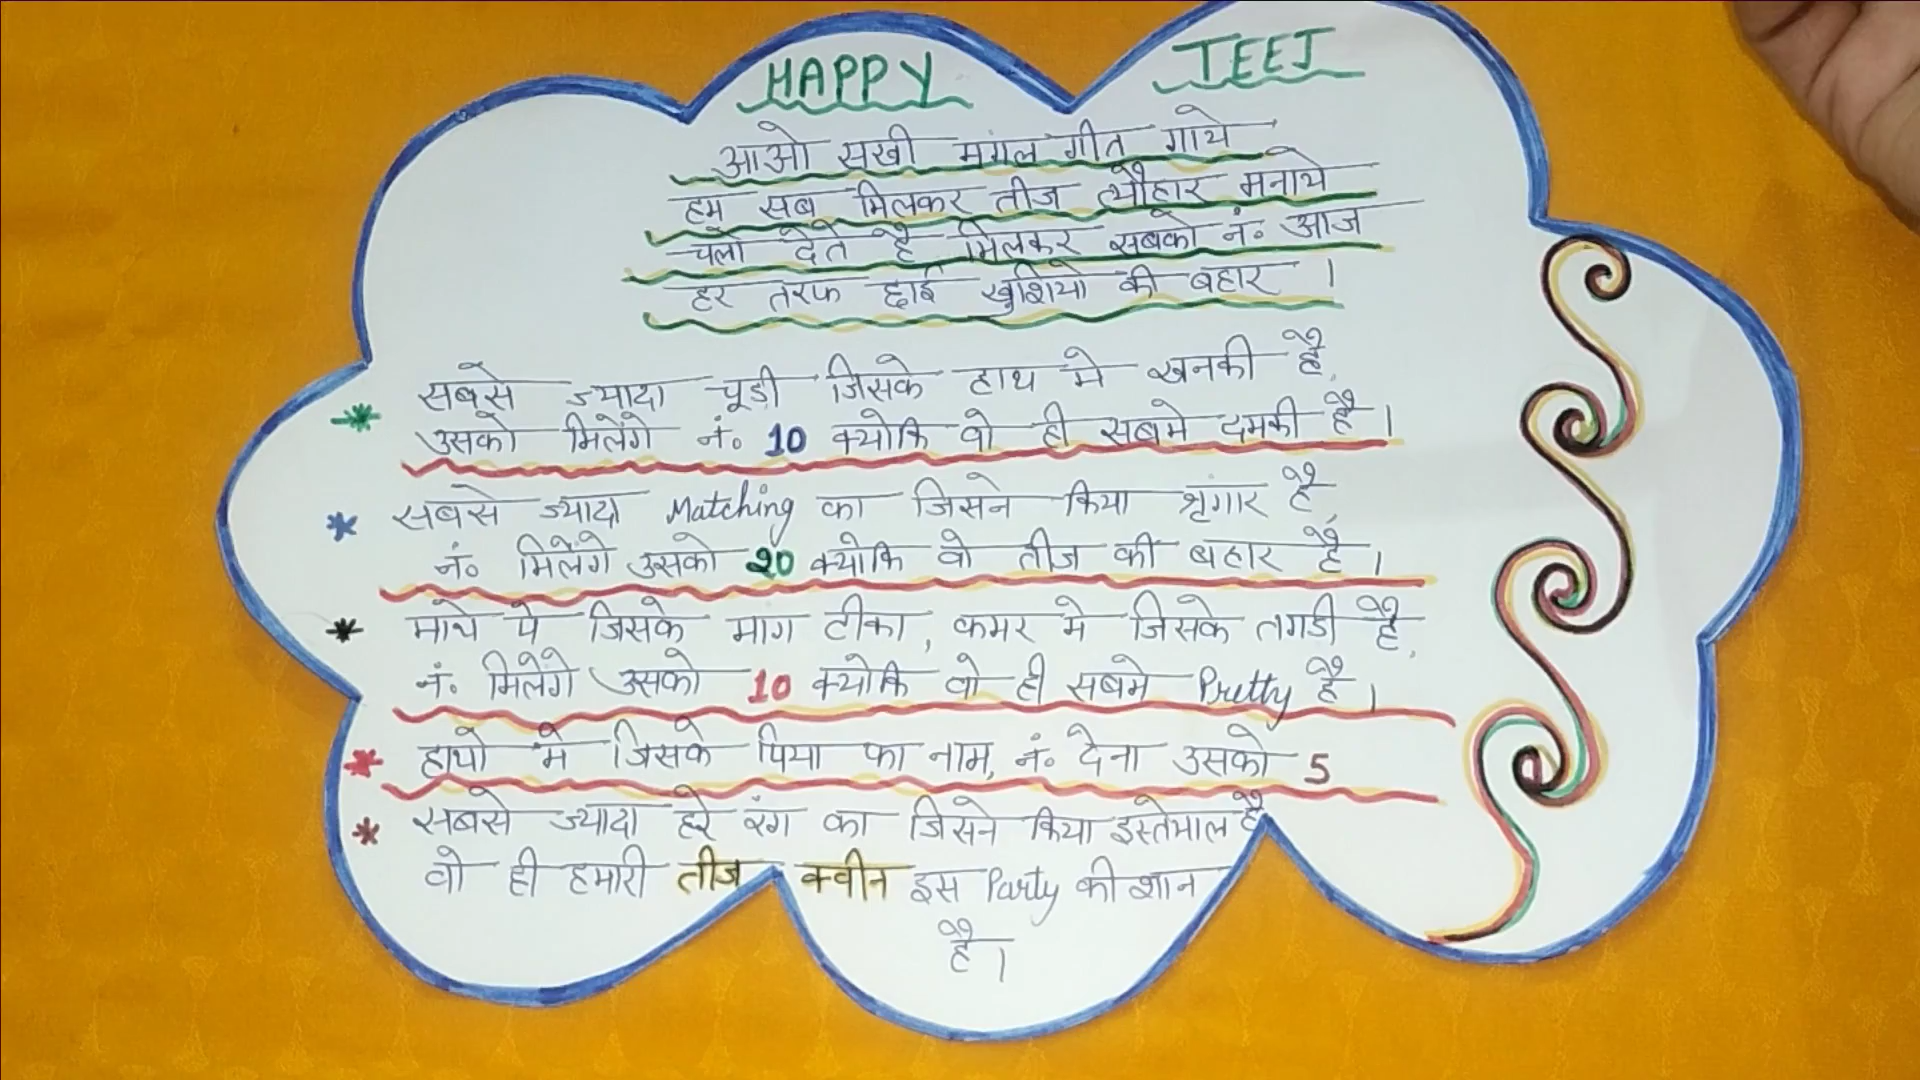 HAPPY TEEJ
आओ सखी मंगल गीत गाये
हम सब मिलकर तीज त्यौहार मनाये
चलो देते है मिलकर सबको नं॰ आज
हर तरफ छाई खुशियो की बहार ।
* सबसे ज्यादा चूडी जिसके हाथ मे खनकी है,
उसको मिलेंगे नं॰ 10 क्योकि वो ही सबमे दमकी है ।
* सबसे ज्यादा Matching का जिसने किया श्रृंगार है,
नं॰ मिलेंगे उसको 20 क्योकि वो तीज की बहार है ।
* माथे पे जिसके माग टीका, कमर मे जिसके तगडी है,
नं॰ मिलेंगे उसको 10 क्योकि वो ही सबमे Pretty है ।
* हाथो मे जिसके पिया का नाम, नं॰ देना उसको 5
* सबसे ज्यादा हरे रंग का जिसने किया इस्तेमाल है
वो ही हमारी तीज क्वीन इस Party की शान
है ।